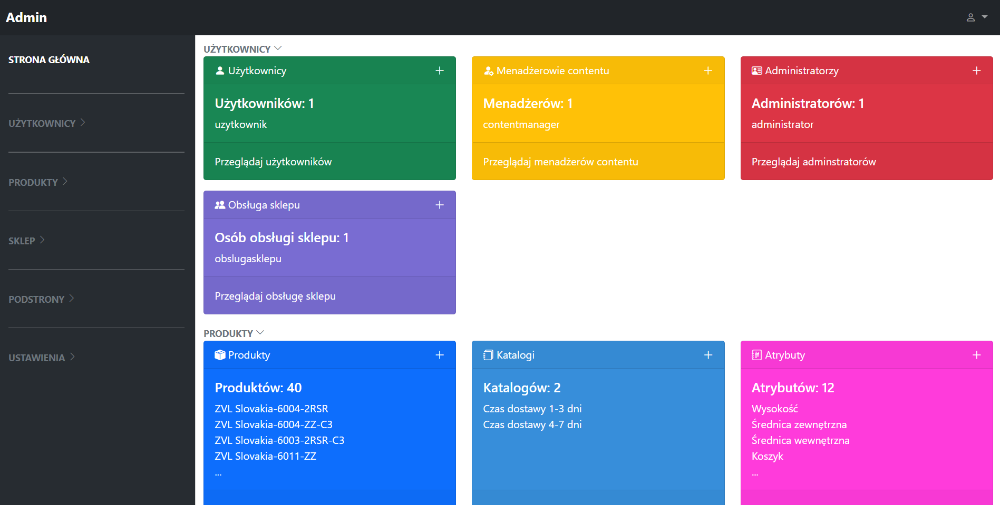 Admin
STRONA GŁÓWNA
UŻYTKOWNICY
PRODUKTY
SKLEP
PODSTRONY
USTAWIENIA
UŻYTKOWNICY
Użytkownicy
Użytkowników: 1
uzytkownik
Przeglądaj użytkowników
Menadżerowie contentu
Menadżerów: 1
contentmanager
Przeglądaj menadżerów contentu
Administratorzy
Administratorów: 1
administrator
Przeglądaj adminstratorów
Obsługa sklepu
Osób obsługi sklepu: 1
obslugasklepu
Przeglądaj obsługę sklepu
PRODUKTY
Produkty
Produktów: 40
ZVL Slovakia-6004-2RSR
ZVL Slovakia-6004-ZZ-C3
ZVL Slovakia-6003-2RSR-C3
ZVL Slovakia-6011-ZZ
...
Katalogi
Katalogów: 2
Czas dostawy 1-3 dni
Czas dostawy 4-7 dni
Atrybuty
Atrybutów: 12
Wysokość
Średnica zewnętrzna
Średnica wewnętrzna
Koszyk
...